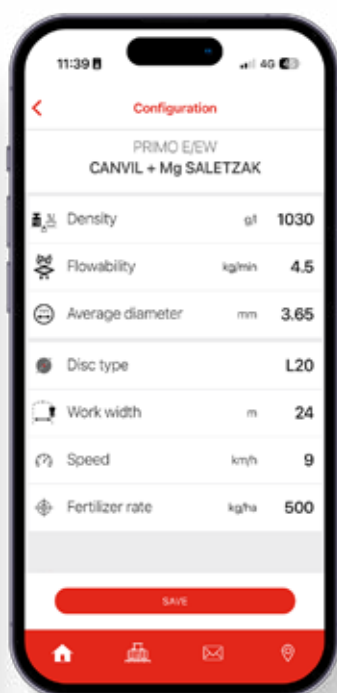 11:39
4G
Configuration
PRIMO E/EW
CANVIL + Mg SALETZAK
Density g/l 1030
Flowability kg/min 4.5
Average diameter mm 3.65
Disc type L20
Work width m 24
Speed km/h 9
Fertilizer rate kg/ha 500
SAVE